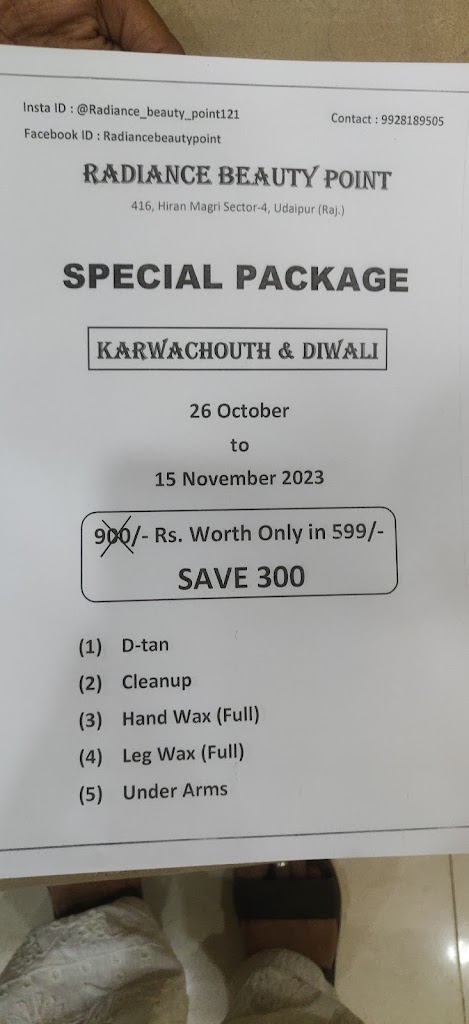 Insta ID : @Radiance_beauty_point121
Contact : 9928189505
Facebook ID : Radiancebeautypoint
RADIANCE BEAUTY POINT
416, Hiran Magri Sector-4, Udaipur (Raj.)
SPECIAL PACKAGE
KARWACHOUTH & DIWALI
26 October
to
15 November 2023
900/- Rs. Worth Only in 599/-
SAVE 300
(1) D-tan
(2) Cleanup
(3) Hand Wax (Full)
(4) Leg Wax (Full)
(5) Under Arms